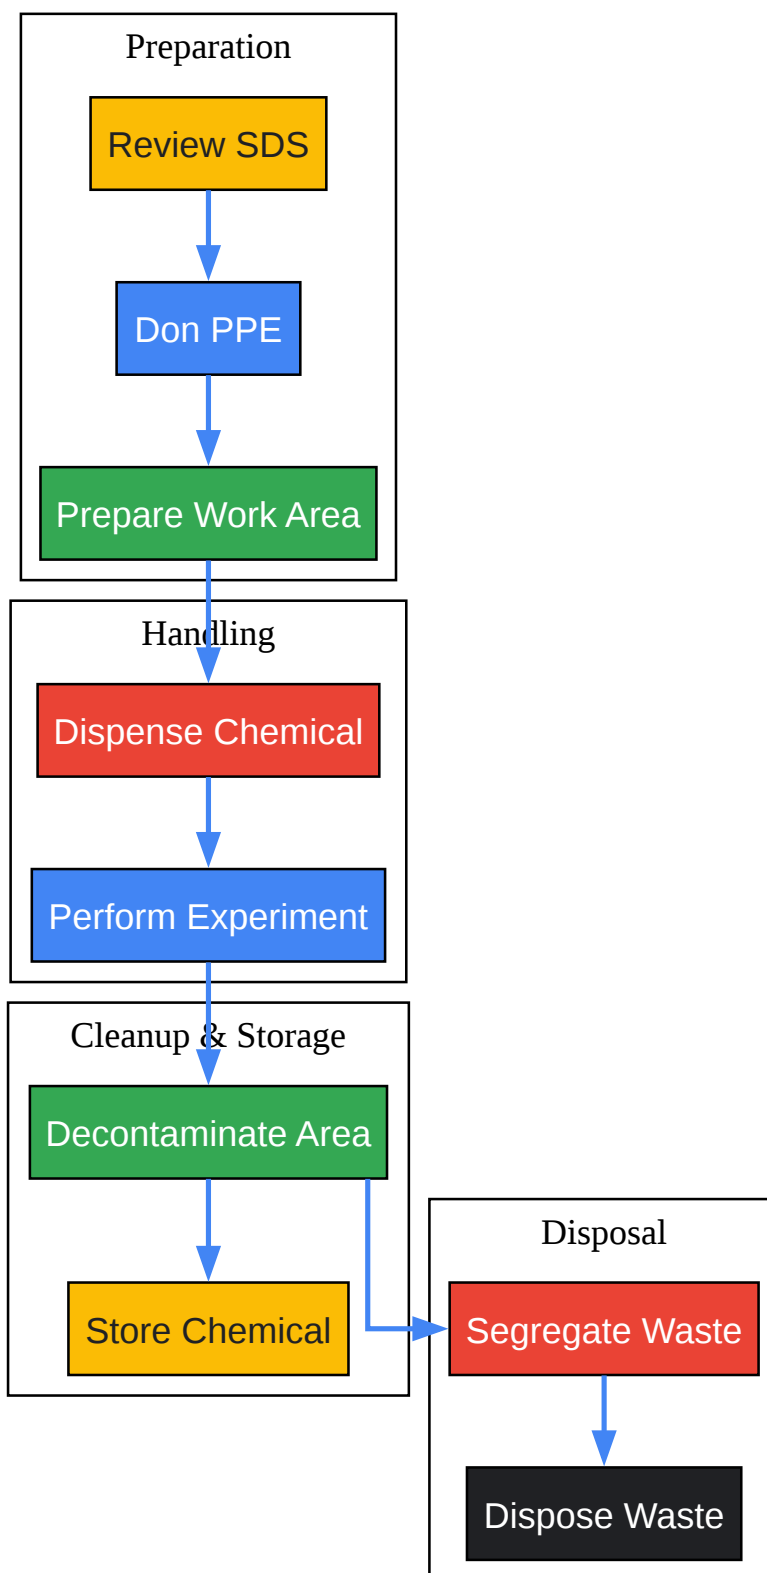 Preparation
Review SDS
Don PPE
Prepare Work Area
Handling
Dispense Chemical
Perform Experiment
Cleanup & Storage
Decontaminate Area
Store Chemical
Disposal
Segregate Waste
Dispose Waste